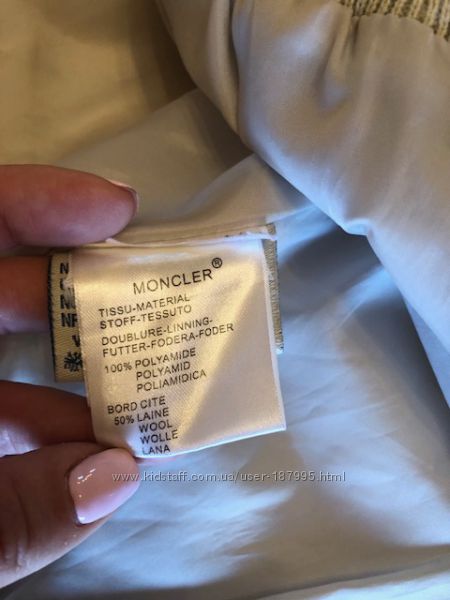 MONCLER®
TISSU-MATERIAL
STOFF-TESSUTO
DOUBLURE-LINNING-
FUTTER-FODERA-FODER
100% POLYAMIDE
POLYAMID
POLIAMIDICA
BORD CITE
50% LAINE
WOOL
WOLLE
LANA
www.kidstaff.com.ua/user-187995.html